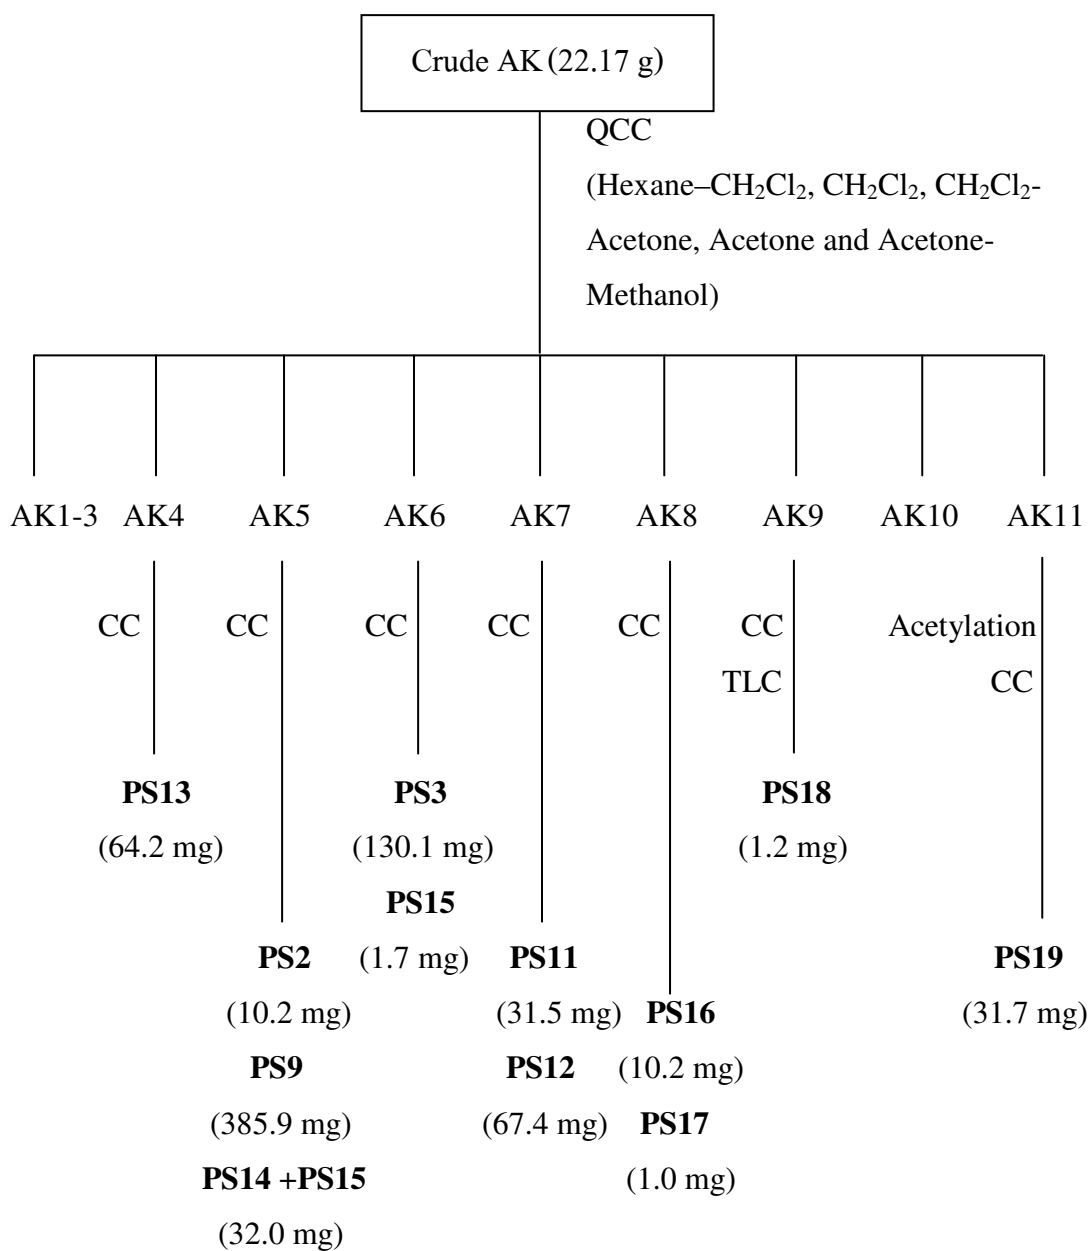 Crude AK (22.17 g)
QCC
(Hexane–CH₂Cl₂, CH₂Cl₂, CH₂Cl₂-
Acetone, Acetone and Acetone-
Methanol)
AK1-3 AK4 AK5 AK6 AK7 AK8 AK9 AK10 AK11
CC CC CC CC CC CC Acetylation
TLC CC
PS13 PS3 PS18
(64.2 mg) (130.1 mg) (1.2 mg)
PS15
PS2 (1.7 mg) PS11 PS19
(10.2 mg) (31.5 mg) PS16 (31.7 mg)
PS9 PS12 (10.2 mg)
(385.9 mg) (67.4 mg) PS17
PS14 +PS15 (1.0 mg)
(32.0 mg)